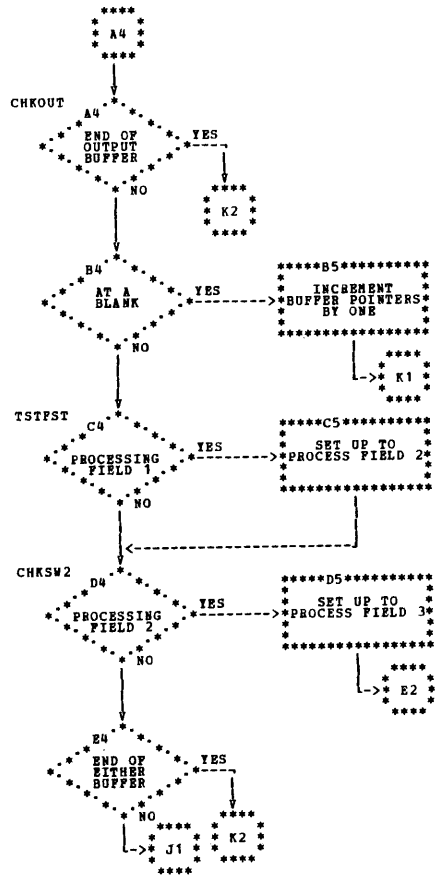 A4
CHKOUT
A4
END OF
OUTPUT
BUFFER
YES
NO
K2
B4
AT A
BLANK
YES
NO
B5
INCREMENT
BUFFER POINTERS
BY ONE
K1
TSTFST
C4
PROCESSING
FIELD 1
YES
NO
C5
SET UP TO
PROCESS FIELD 2
CHKSW2
D4
PROCESSING
FIELD 2
YES
NO
D5
SET UP TO
PROCESS FIELD 3
E2
E4
END OF
EITHER
BUFFER
YES
NO
J1
K2